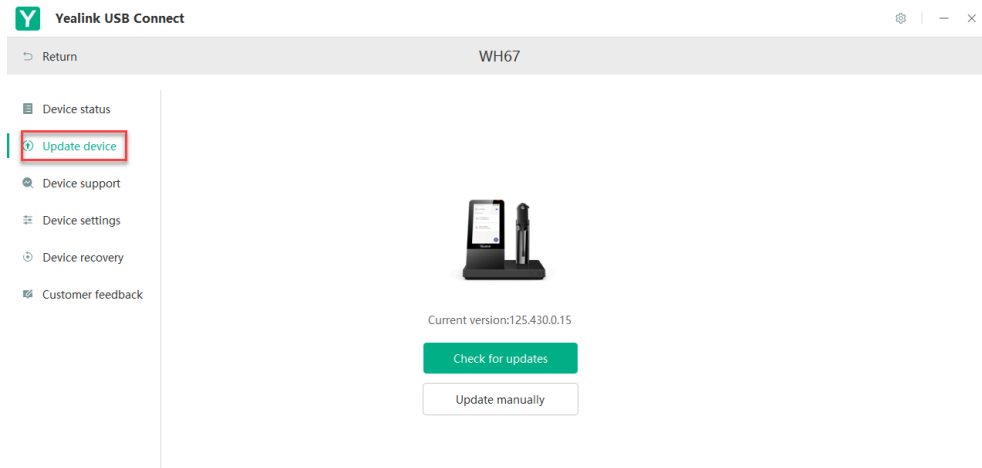 Yealink USB Connect
Return
WH67
Device status
Update device
Device support
Device settings
Device recovery
Customer feedback
Current version:125.430.0.15
Check for updates
Update manually